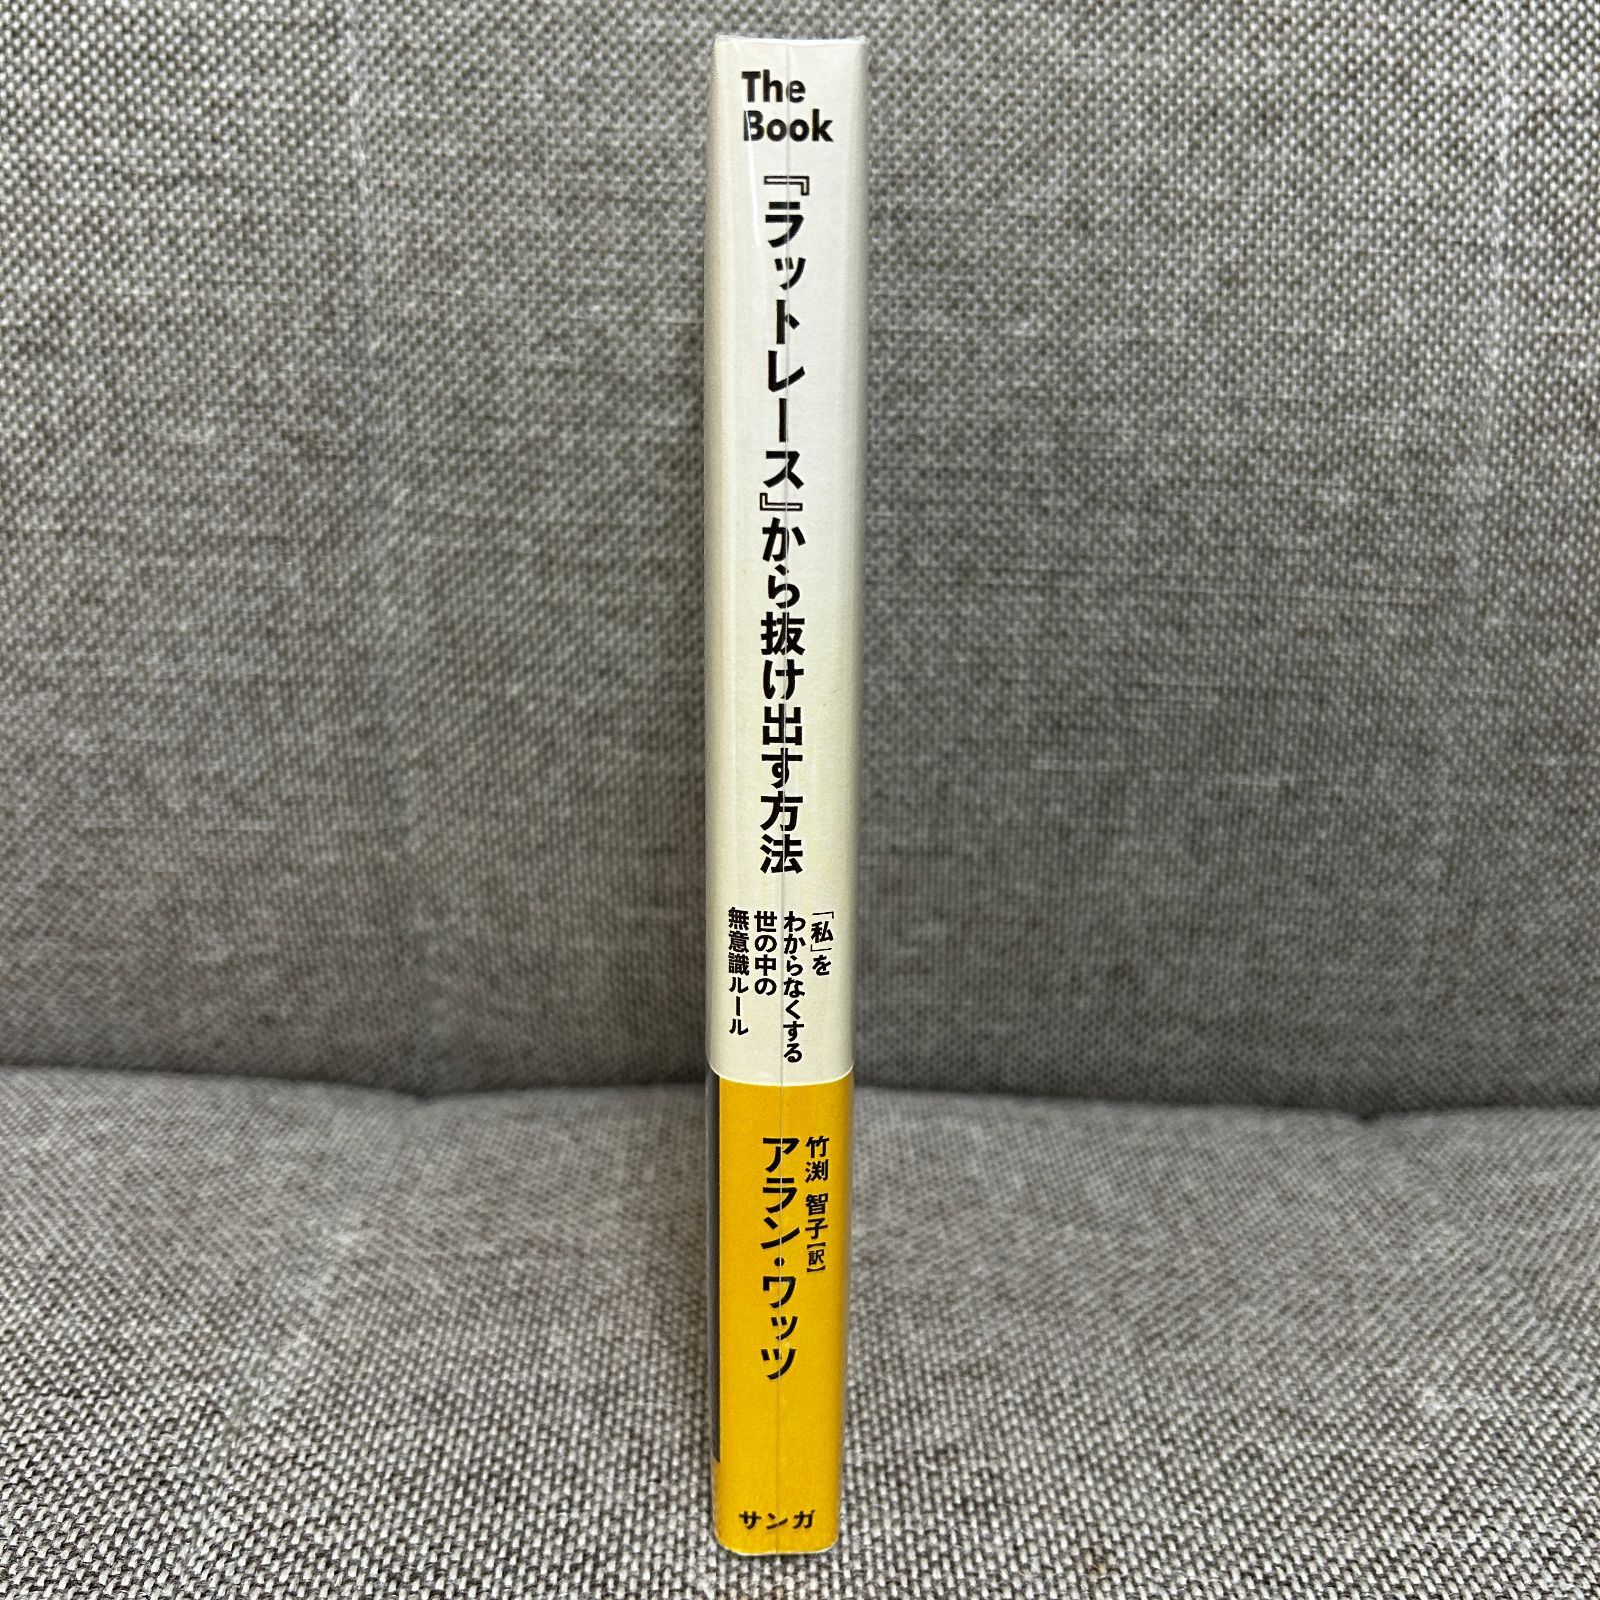 The
Book
『ラットレース』から抜け出す方法
「私」を
わからなくする
世の中の
無意識ルール
竹渕 智子[訳]
アラン・ワッツ
サンガ